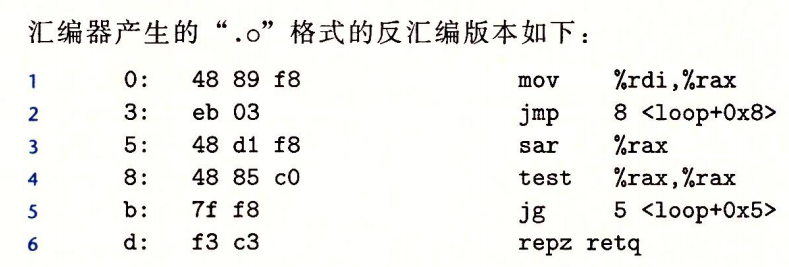 汇编器产生的“.o”格式的反汇编版本如下：
1 0: 48 89 f8 mov %rdi,%rax
2 3: eb 03 jmp 8 <loop+0x8>
3 5: 48 d1 f8 sar %rax
4 8: 48 85 c0 test %rax,%rax
5 b: 7f f8 jg 5 <loop+0x5>
6 d: f3 c3 repz retq